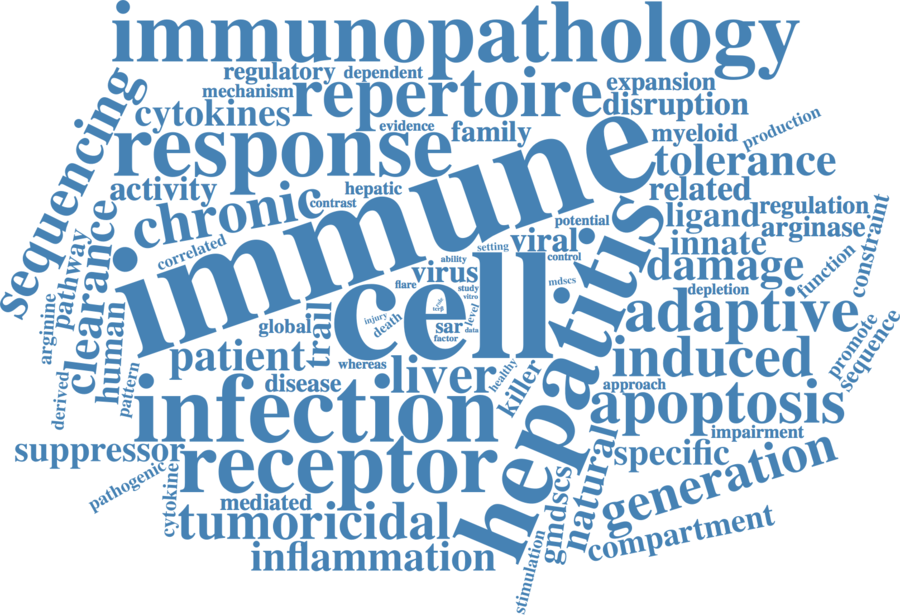 immunopathology
regulatory
dependent
mechanism
repertoire
expansion
disruption
cytokines
evidence
family
myeloid
production
sequencing
response
immune
tolerance
activity
hepatic
related
chronic
contrast
ligand
regulation
constraint
clearance
correlated
potential
viral
innate
arginase
setting
ability
control
pathway
virus
damage
function
flare
study
mdscs
depletion
vitro
cell
hepatitis
adaptive
arginine
human
global
trail
injury
death
sar
level
data
factor
promote
sequence
patient
whereas
induced
pattern
derived
disease
liver
healthy
killer
approach
infection
apoptosis
impairment
suppressor
receptor
specific
pathogenic
cytokine
natural
generation
mediated
gmdscs
tumoricidal
compartment
inflammation
stimulation